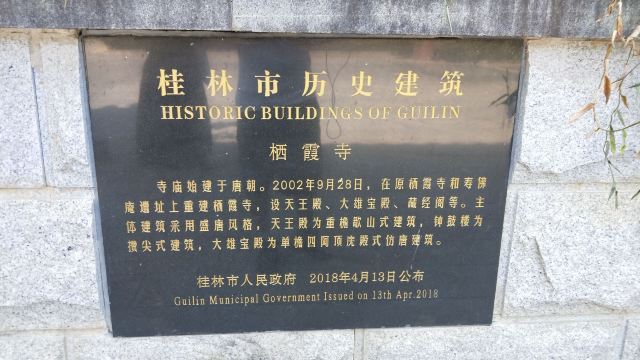 桂林市历史建筑
HISTORIC BUILDINGS OF GUILIN
栖霞寺
寺庙始建于唐朝。2002年9月28日，在原栖霞寺和寿佛
庵遗址上重建栖霞寺，设天王殿、大雄宝殿、藏经阁等。主
体建筑采用盛唐风格，天王殿为重檐歇山式建筑，钟鼓楼为
攒尖式建筑，大雄宝殿为单檐四阿顶庑殿式仿唐建筑。
桂林市人民政府 2018年4月13日公布
Guilin Municipal Government Issued on 13th Apr.2018